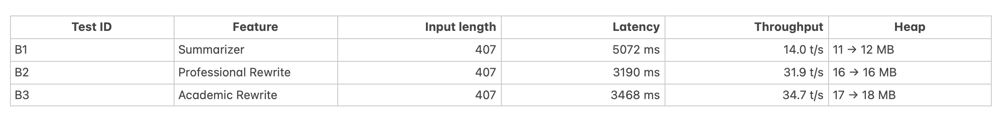 Test ID Feature Input length Latency Throughput Heap
B1 Summarizer 407 5072 ms 14.0 t/s 11 → 12 MB
B2 Professional Rewrite 407 3190 ms 31.9 t/s 16 → 16 MB
B3 Academic Rewrite 407 3468 ms 34.7 t/s 17 → 18 MB